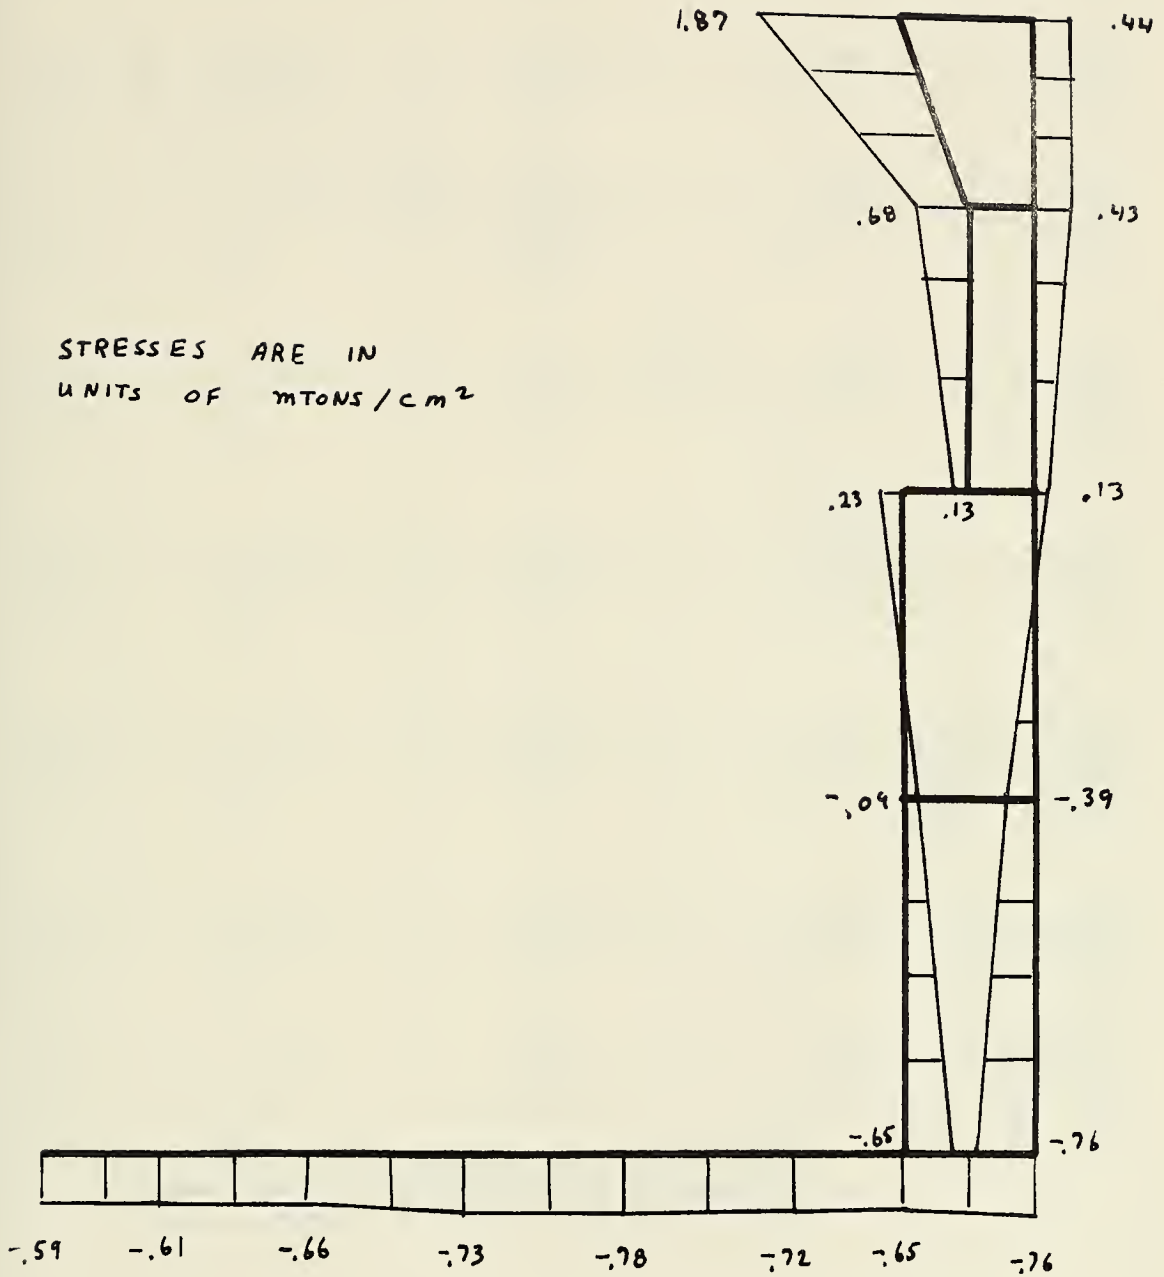 1.87 .44
.68 .43
STRESSES ARE IN
UNITS OF mTONS/cm²
.23 .13 .13
-.04 -.39
-.65 -.76
-.59 -.61 -.66 -.73 -.78 -.72 -.65 -.76